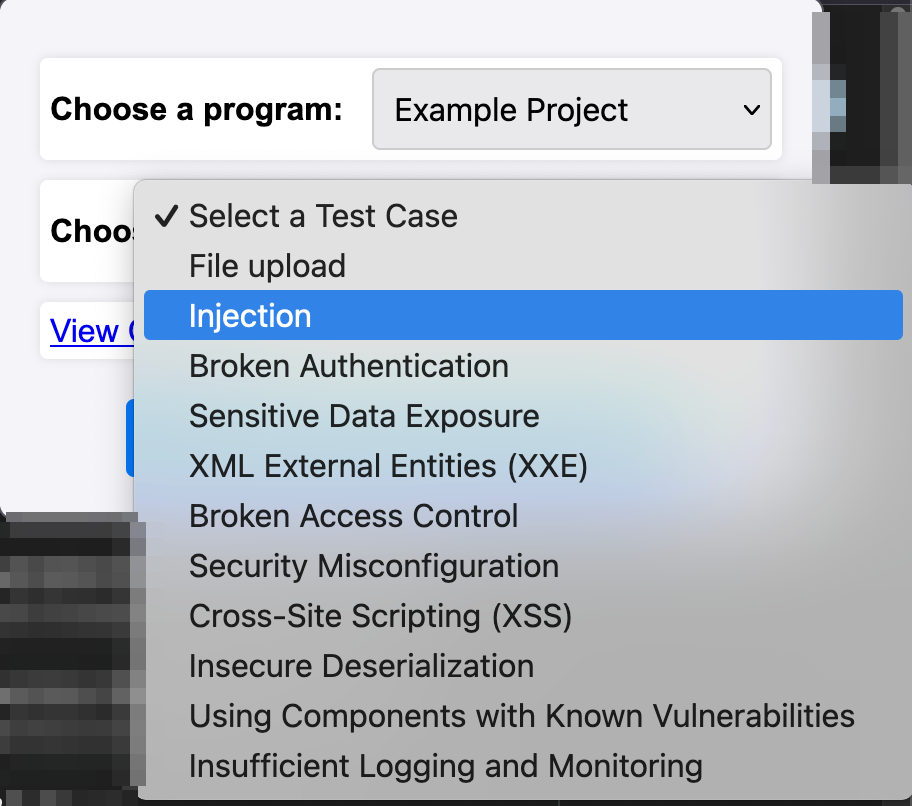 Choose a program: Example Project
Select a Test Case
File upload
Injection
Broken Authentication
Sensitive Data Exposure
XML External Entities (XXE)
Broken Access Control
Security Misconfiguration
Cross-Site Scripting (XSS)
Insecure Deserialization
Using Components with Known Vulnerabilities
Insufficient Logging and Monitoring
View